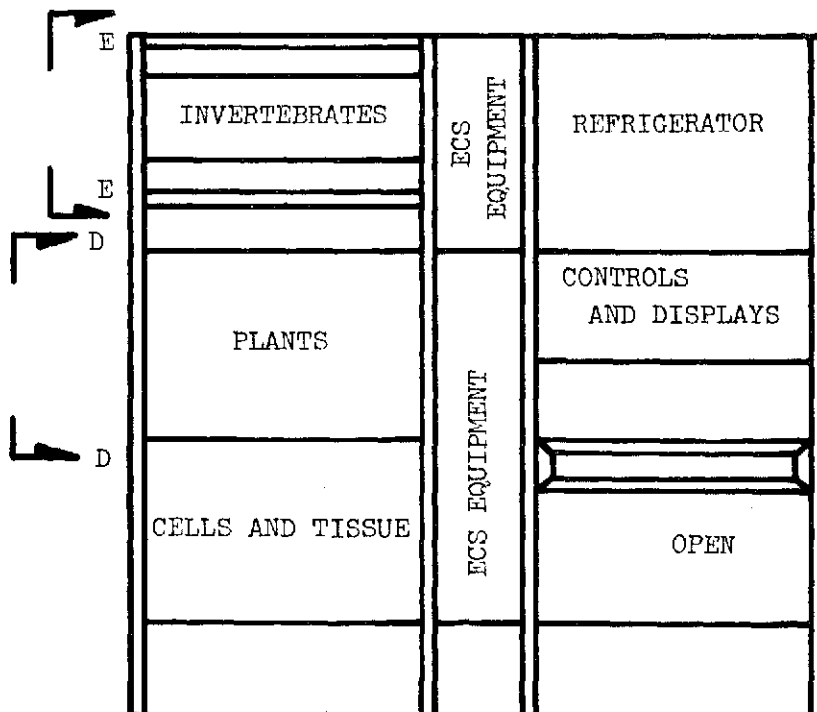 E
INVERTEBRATES
E
D
PLANTS
D
CELLS AND TISSUE
ECS
EQUIPMENT
ECS EQUIPMENT
REFRIGERATOR
CONTROLS
AND DISPLAYS
OPEN